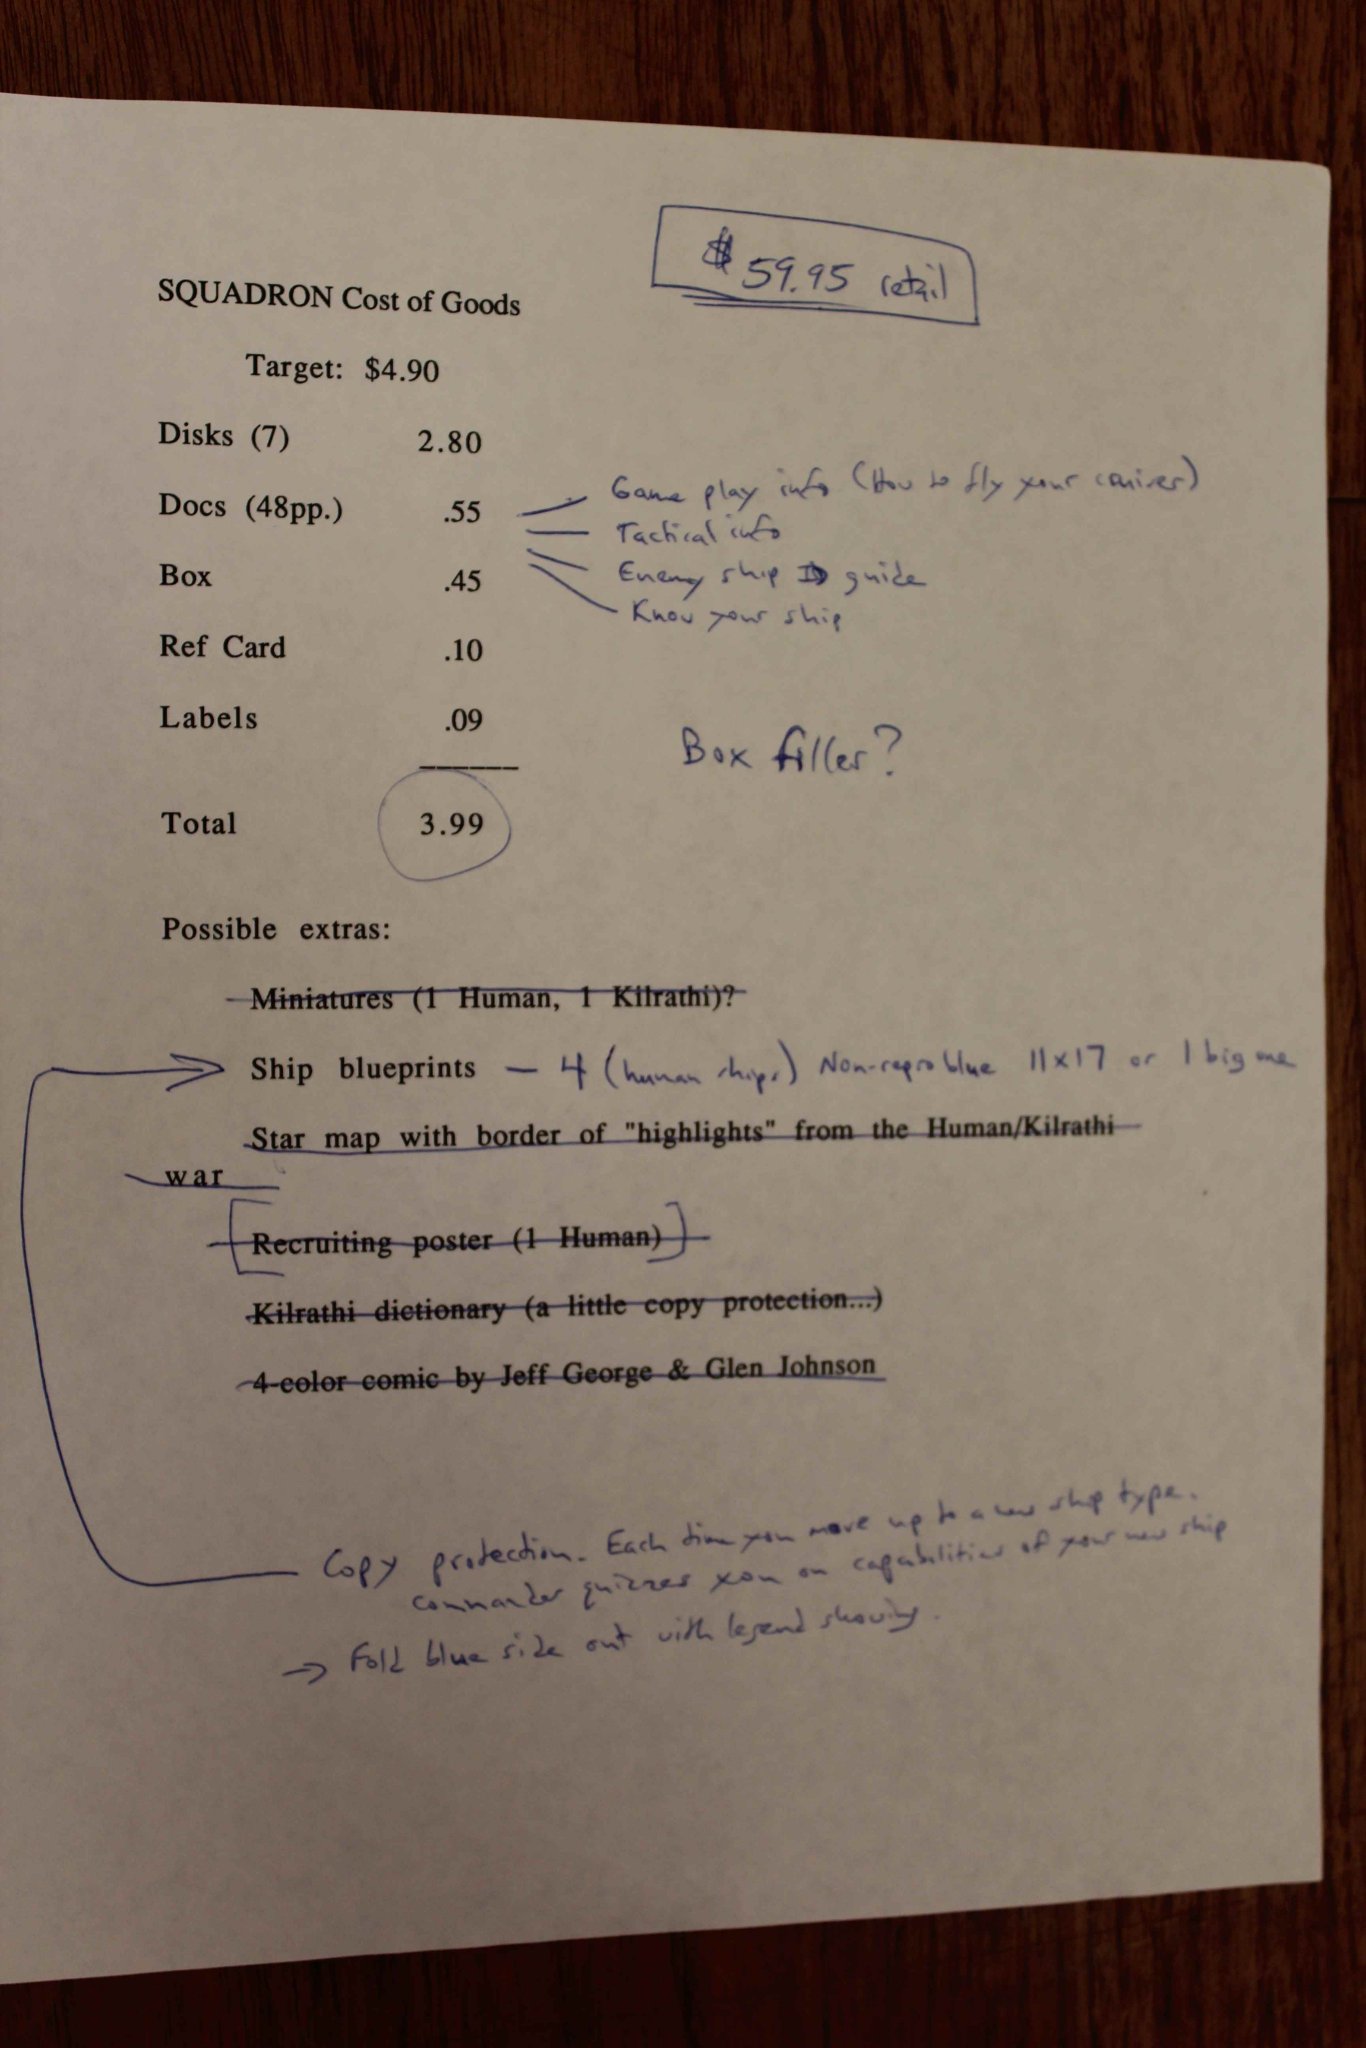 $ 59.95 retail
SQUADRON Cost of Goods
Target: $4.90
Disks (7) 2.80
Docs (48pp.) .55
Game play info (How to fly your
Tactical info
Enemy ship guide
Know your ship
Box .45
Ref Card .10
Labels .09
Box filler?
Total 3.99
Possible extras:
Miniatures (1 Human, 1 Kilrathi)?
Ship blueprints — 4 (human ships) Non-repro blue 11x17 or 1 big one
Star map with border of "highlights" from the Human/Kilrathi
war
[Recruiting poster (1 Human)]
Kilrathi dictionary (a little copy protection...)
4-color comic by Jeff George & Glen Johnson
Copy protection. Each time you move up to a new ship type.
commander quizzes you on capabilities of your new ship
→ Fold blue side out with legend showing.